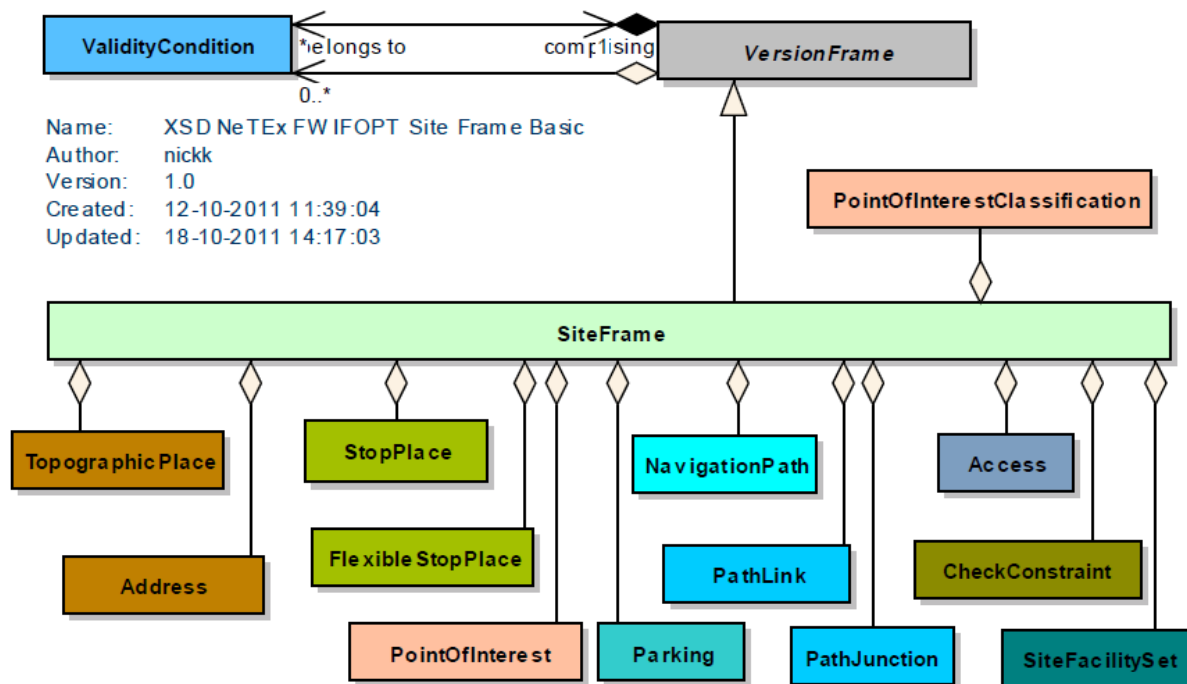 ValidityCondition
*
belongs to
comprising
1
VersionFrame
0..*
Name: XSD NeTEx FW IFOPT Site Frame Basic
Author: nickk
Version: 1.0
Created: 12-10-2011 11:39:04
Updated: 18-10-2011 14:17:03
PointOfInterestClassification
SiteFrame
TopographicPlace
StopPlace
NavigationPath
Access
Address
FlexibleStopPlace
PathLink
CheckConstraint
PointOfInterest
Parking
PathJunction
SiteFacilitySet